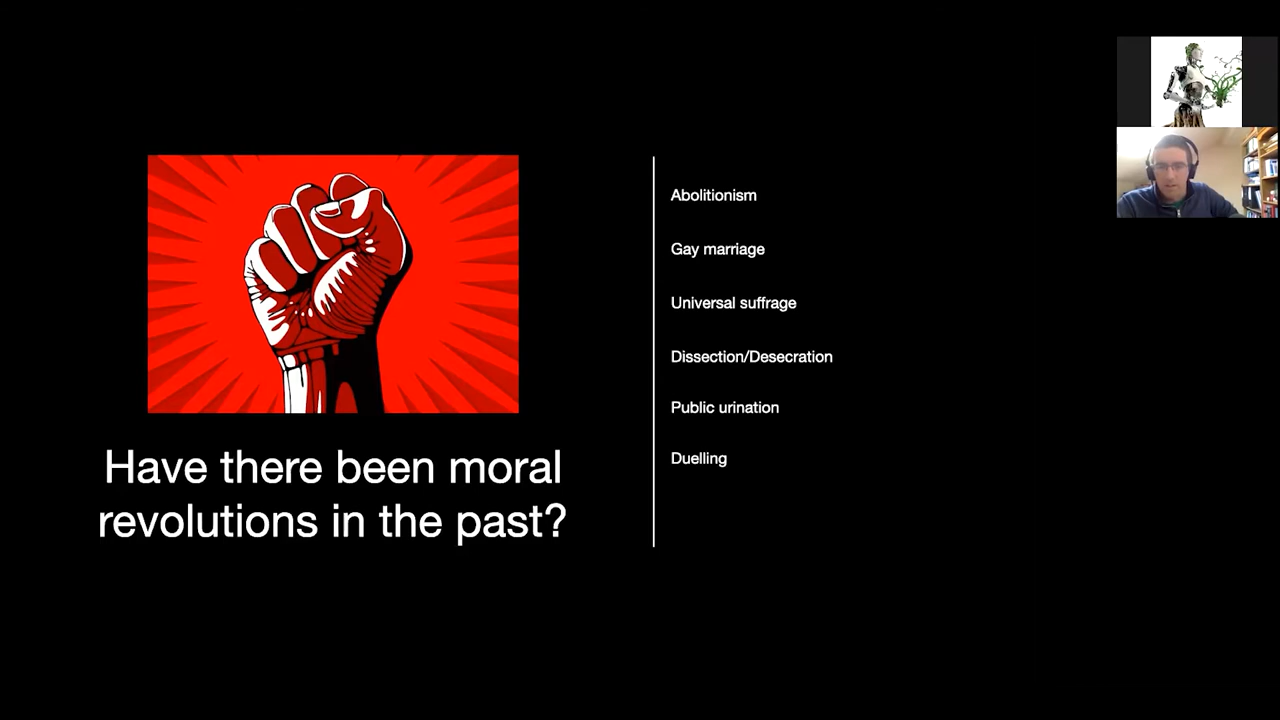 Have there been moral
revolutions in the past?
Abolitionism
Gay marriage
Universal suffrage
Dissection/Desecration
Public urination
Duelling